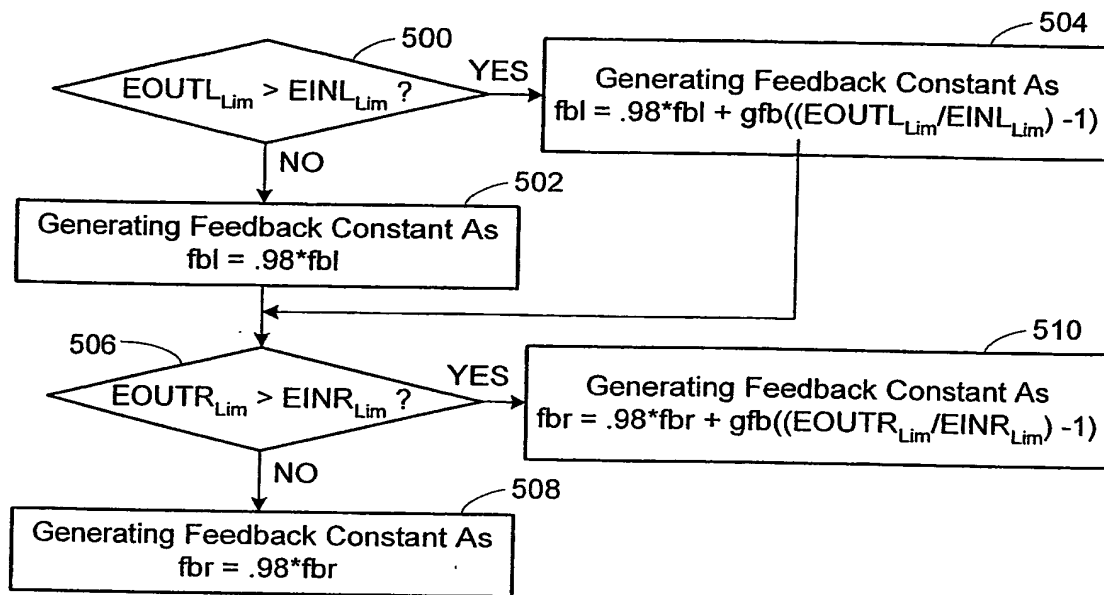 500
EOUTL_Lim > EINL_Lim ?
YES
504
Generating Feedback Constant As
fbl = .98*fbl + gfb((EOUTL_Lim/EINL_Lim) -1)
NO
502
Generating Feedback Constant As
fbl = .98*fbl
506
EOUTR_Lim > EINR_Lim ?
YES
510
Generating Feedback Constant As
fbr = .98*fbr + gfb((EOUTR_Lim/EINR_Lim) -1)
NO
508
Generating Feedback Constant As
fbr = .98*fbr